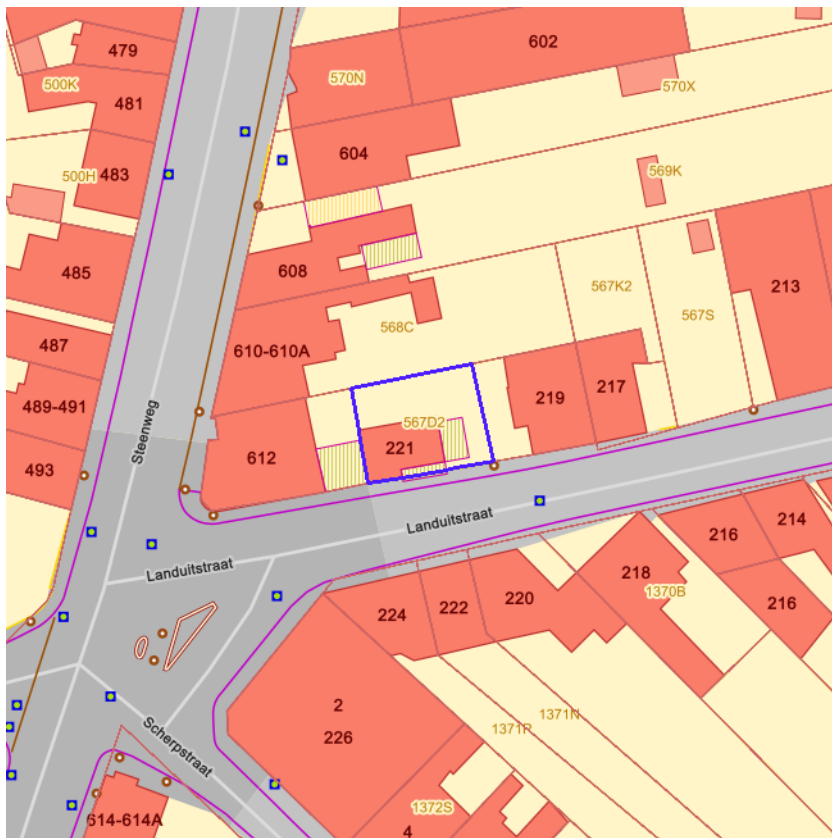 602
479
570N
500K
570X
481
604
569K
500H
483
485
608
213
567K2
567S
568C
487
610-610A
219
217
489-491
Steenweg
567D2
221
612
493
Landuitstraat
216
214
Landuitstraat
218
1370B
220
222
224
216
2
226
1371P
1371N
Scherpstraat
1372S
614-614A
4